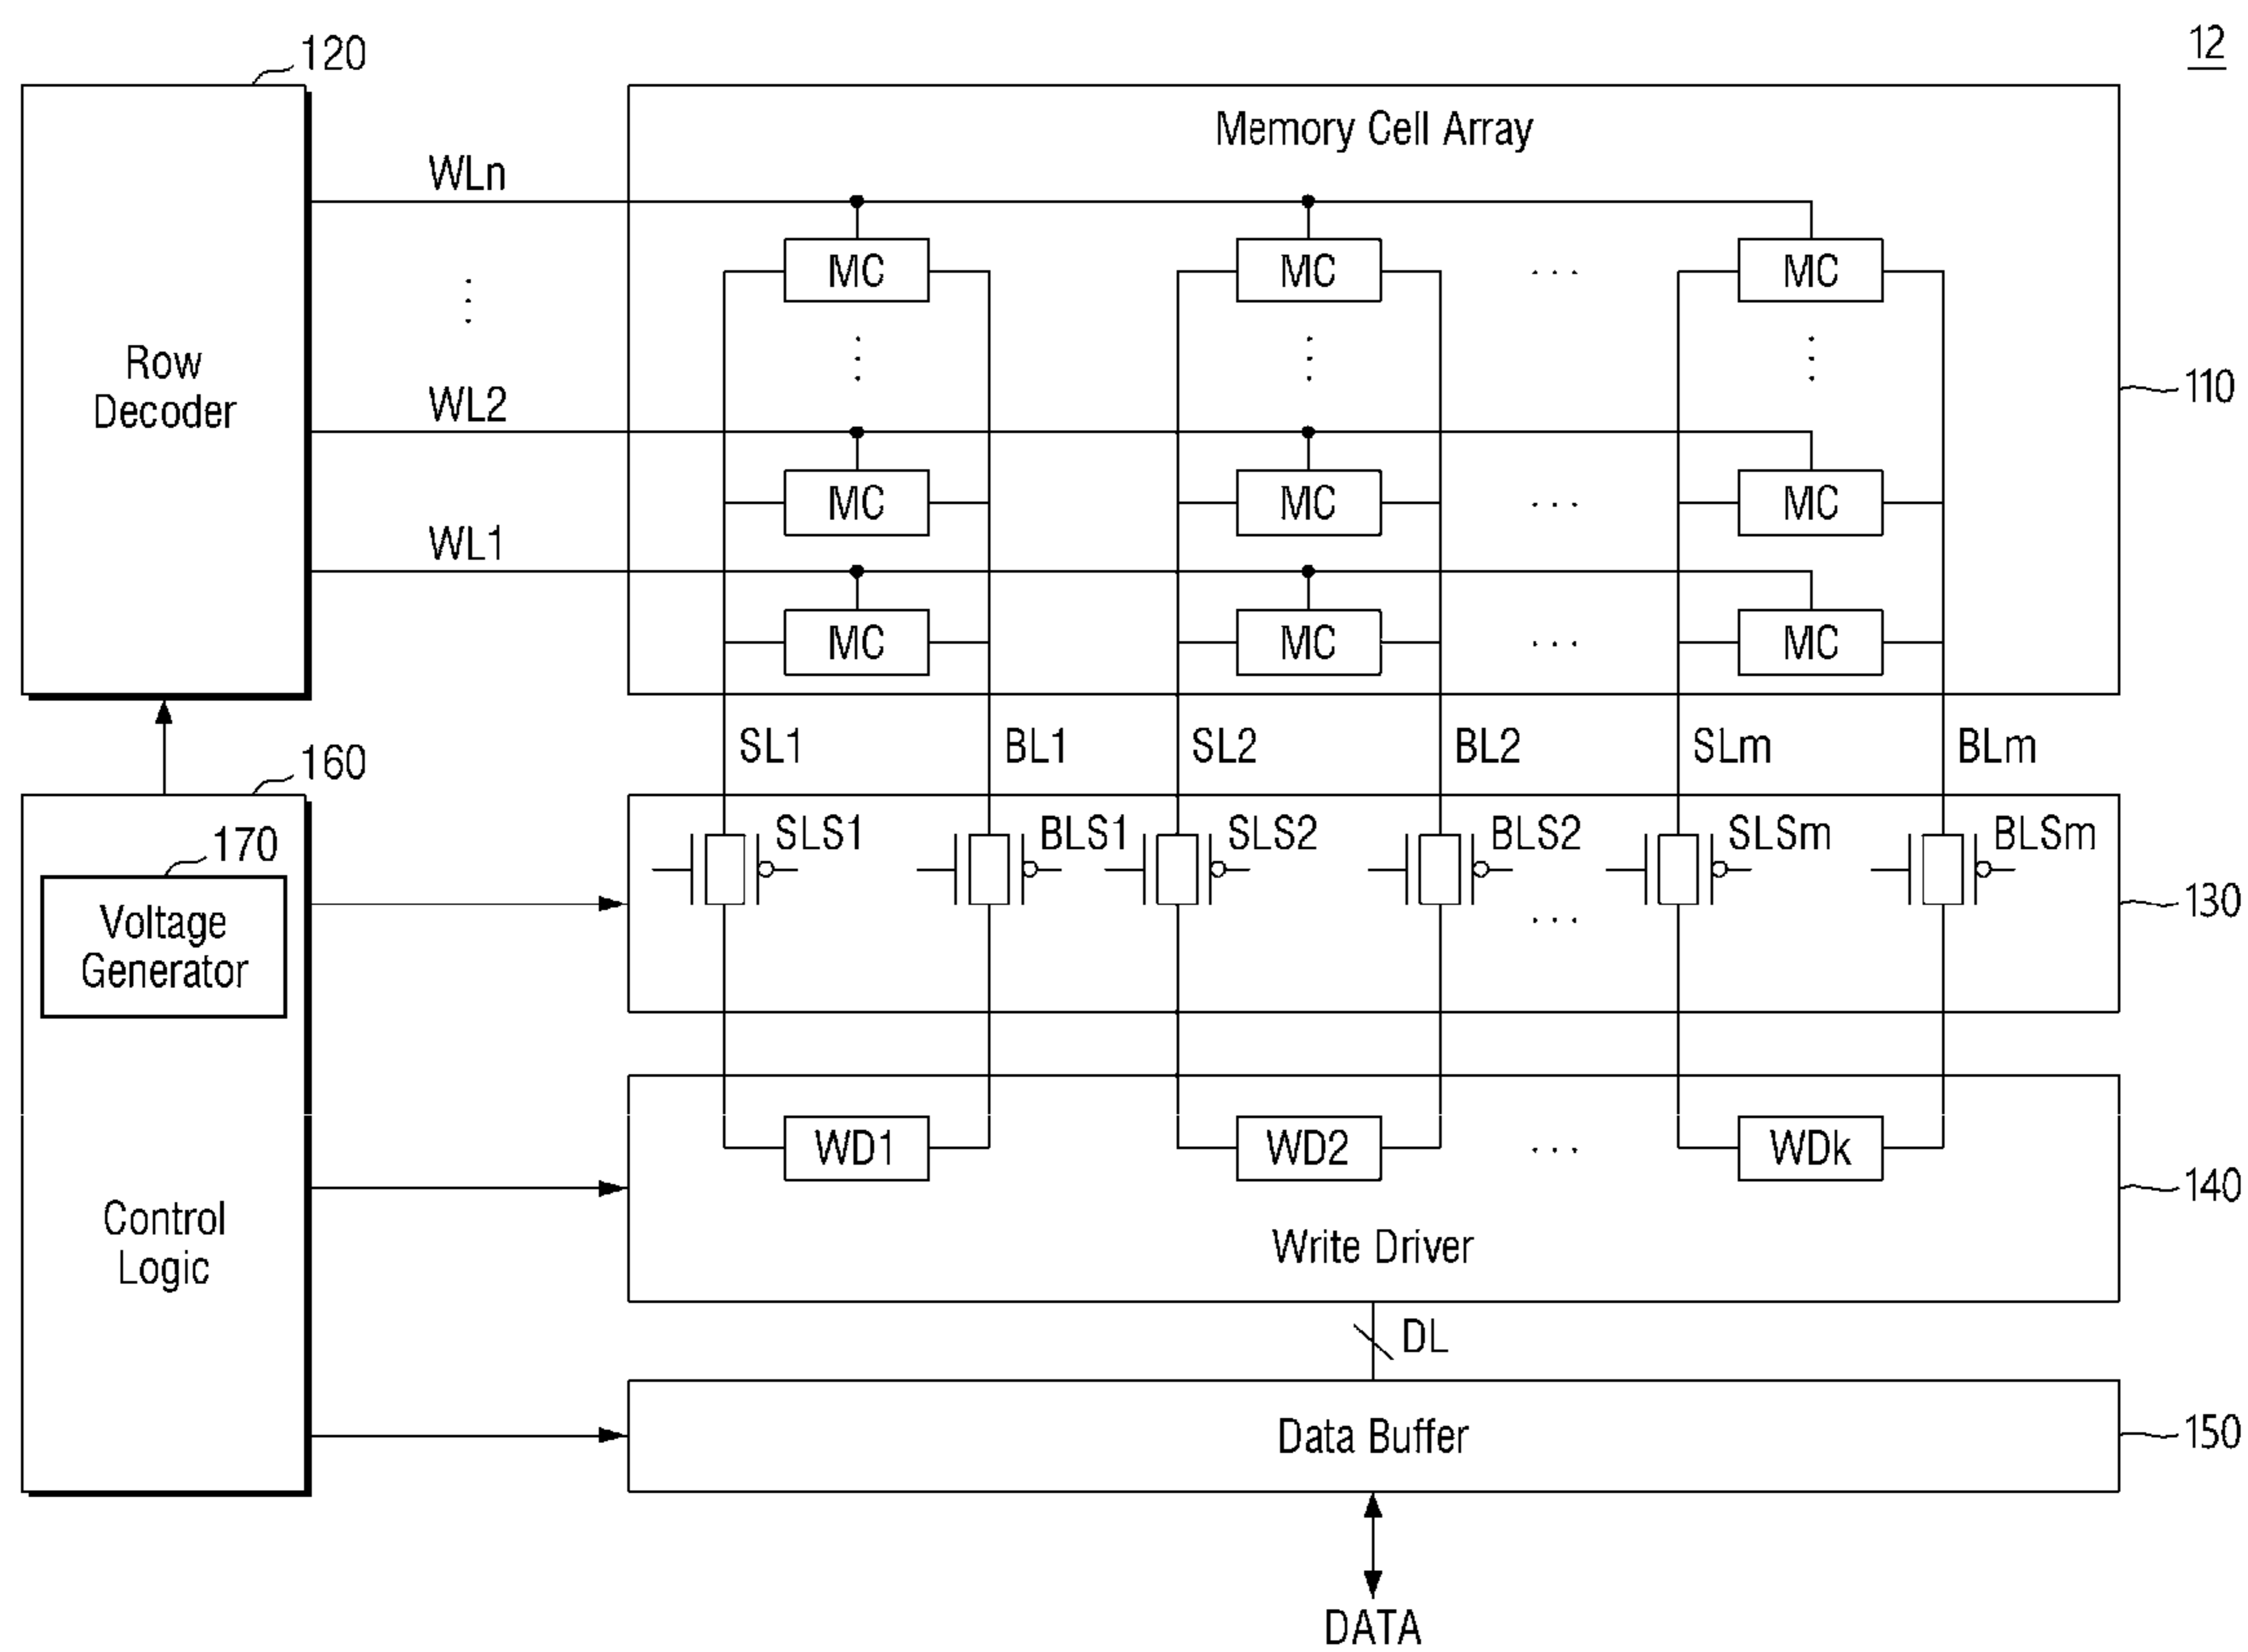 12
120
Memory Cell Array
WLn
MC MC ... MC
Row
Decoder
110
WL2
MC MC ... MC
WL1
MC MC ... MC
SL1 BL1 SL2 BL2 SLm BLm
160
SLS1 BLS1 SLS2 BLS2 SLSm BLSm
170
Voltage
Generator
...
130
WD1 WD2 ... WDk
140
Control
Logic
Write Driver
DL
Data Buffer
150
DATA